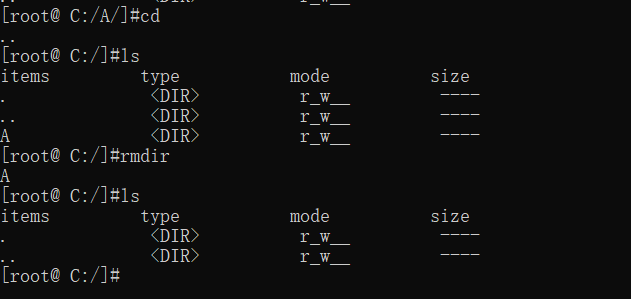 [root@ C:/A/]#cd
..
[root@ C:/]#ls
items type mode size
. <DIR> r_w__ ----
.. <DIR> r_w__ ----
A <DIR> r_w__ ----
[root@ C:/]#rmdir
A
[root@ C:/]#ls
items type mode size
. <DIR> r_w__ ----
.. <DIR> r_w__ ----
[root@ C:/]#